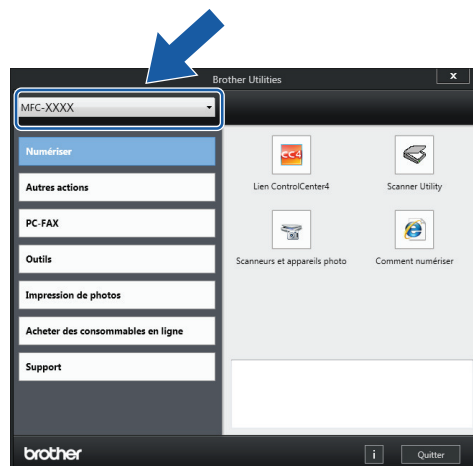 Brother Utilities
X
MFC-XXXX
Numériser
Autres actions
PC-FAX
Outils
Impression de photos
Acheter des consommables en ligne
Support
CC4
Lien ControlCenter4
Scanner Utility
Scanneurs et appareils photo
Comment numériser
brother
i
Quitter